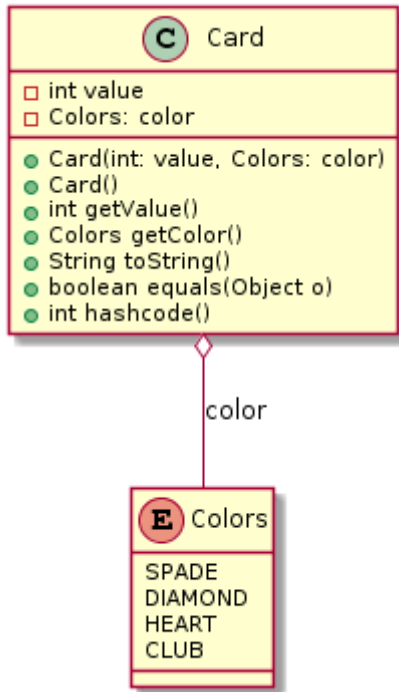 C Card
int value
Colors: color
Card(int: value, Colors: color)
Card()
int getValue()
Colors getColor()
String toString()
boolean equals(Object o)
int hashcode()
color
E Colors
SPADE
DIAMOND
HEART
CLUB